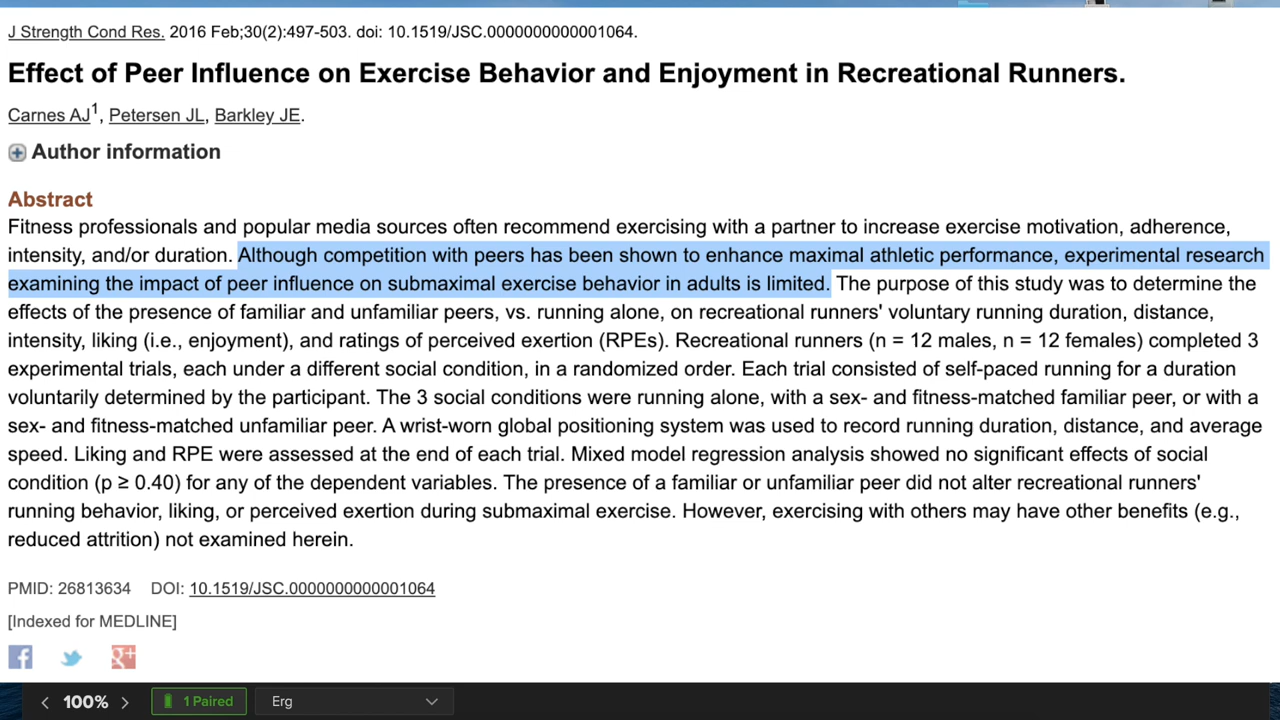 J Strength Cond Res. 2016 Feb;30(2):497-503. doi: 10.1519/JSC.0000000000001064.
Effect of Peer Influence on Exercise Behavior and Enjoyment in Recreational Runners.
Carnes AJ1, Petersen JL, Barkley JE.
Author information
Abstract
Fitness professionals and popular media sources often recommend exercising with a partner to increase exercise motivation, adherence,
intensity, and/or duration. Although competition with peers has been shown to enhance maximal athletic performance, experimental research
examining the impact of peer influence on submaximal exercise behavior in adults is limited. The purpose of this study was to determine the
effects of the presence of familiar and unfamiliar peers, vs. running alone, on recreational runners' voluntary running duration, distance,
intensity, liking (i.e., enjoyment), and ratings of perceived exertion (RPEs). Recreational runners (n = 12 males, n = 12 females) completed 3
experimental trials, each under a different social condition, in a randomized order. Each trial consisted of self-paced running for a duration
voluntarily determined by the participant. The 3 social conditions were running alone, with a sex- and fitness-matched familiar peer, or with a
sex- and fitness-matched unfamiliar peer. A wrist-worn global positioning system was used to record running duration, distance, and average
speed. Liking and RPE were assessed at the end of each trial. Mixed model regression analysis showed no significant effects of social
condition (p ≥ 0.40) for any of the dependent variables. The presence of a familiar or unfamiliar peer did not alter recreational runners'
running behavior, liking, or perceived exertion during submaximal exercise. However, exercising with others may have other benefits (e.g.,
reduced attrition) not examined herein.
PMID: 26813634 DOI: 10.1519/JSC.0000000000001064
[Indexed for MEDLINE]
100% 1 Paired Erg